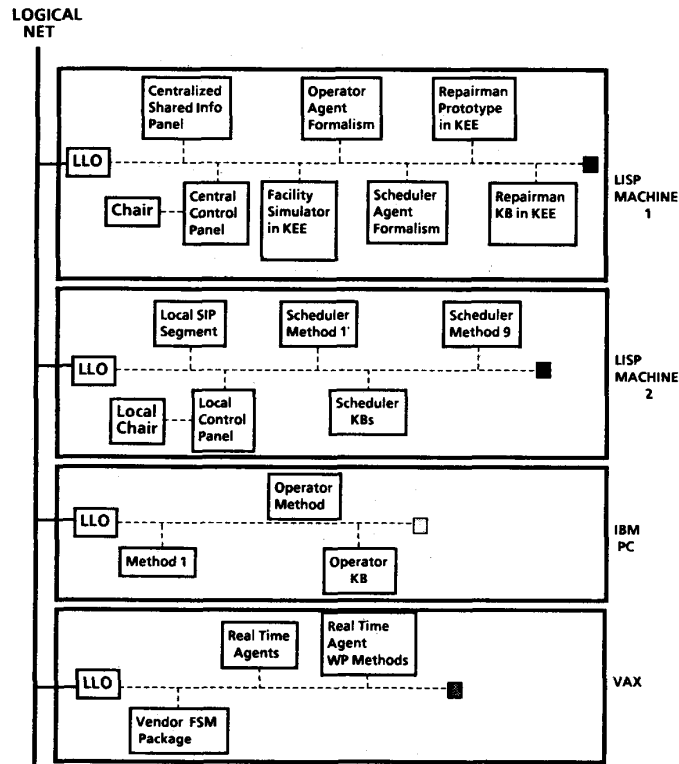 LOGICAL
NET
Centralized
Shared Info
Panel
Operator
Agent
Formalism
Repairman
Prototype
in KEE
LLO
Chair
Central
Control
Panel
Facility
Simulator
in KEE
Scheduler
Agent
Formalism
Repairman
KB in KEE
LISP
MACHINE
1
Local SIP
Segment
Scheduler
Method 1
Scheduler
Method 9
LLO
Local
Chair
Local
Control
Panel
Scheduler
KBs
LISP
MACHINE
2
Operator
Method
LLO
Method 1
Operator
KB
IBM
PC
Real Time
Agents
Real Time
Agent
WP Methods
LLO
Vendor FSM
Package
VAX